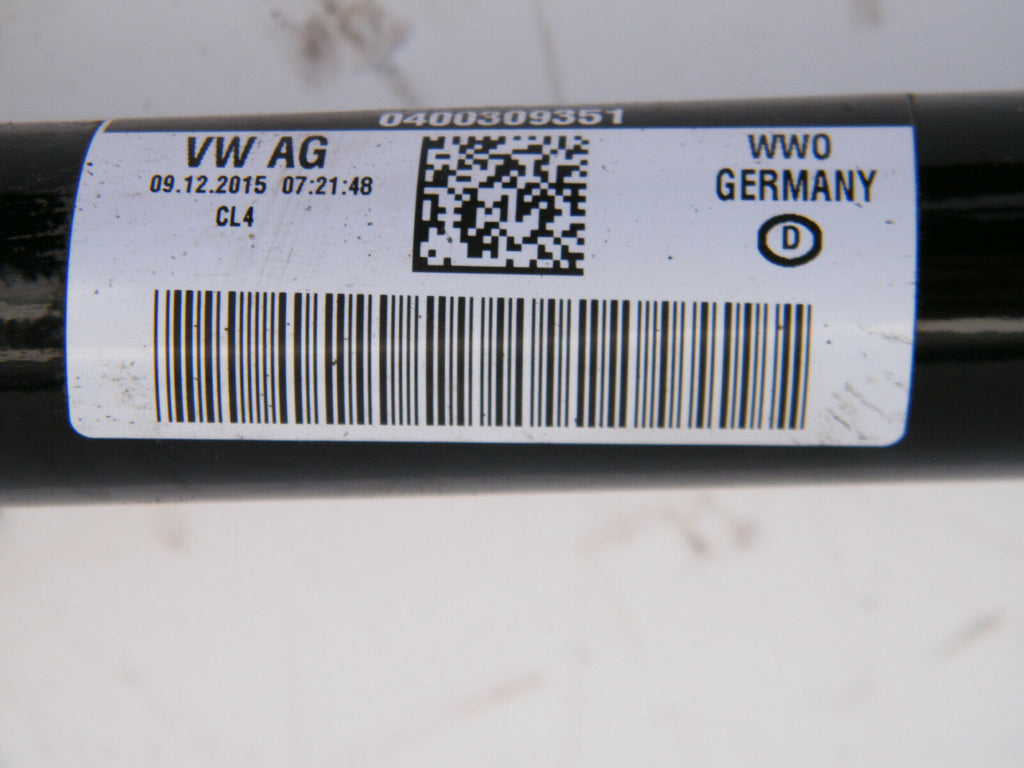 0400309351
VW AG
09.12.2015 07:21:48
CL4
WWO
GERMANY
D